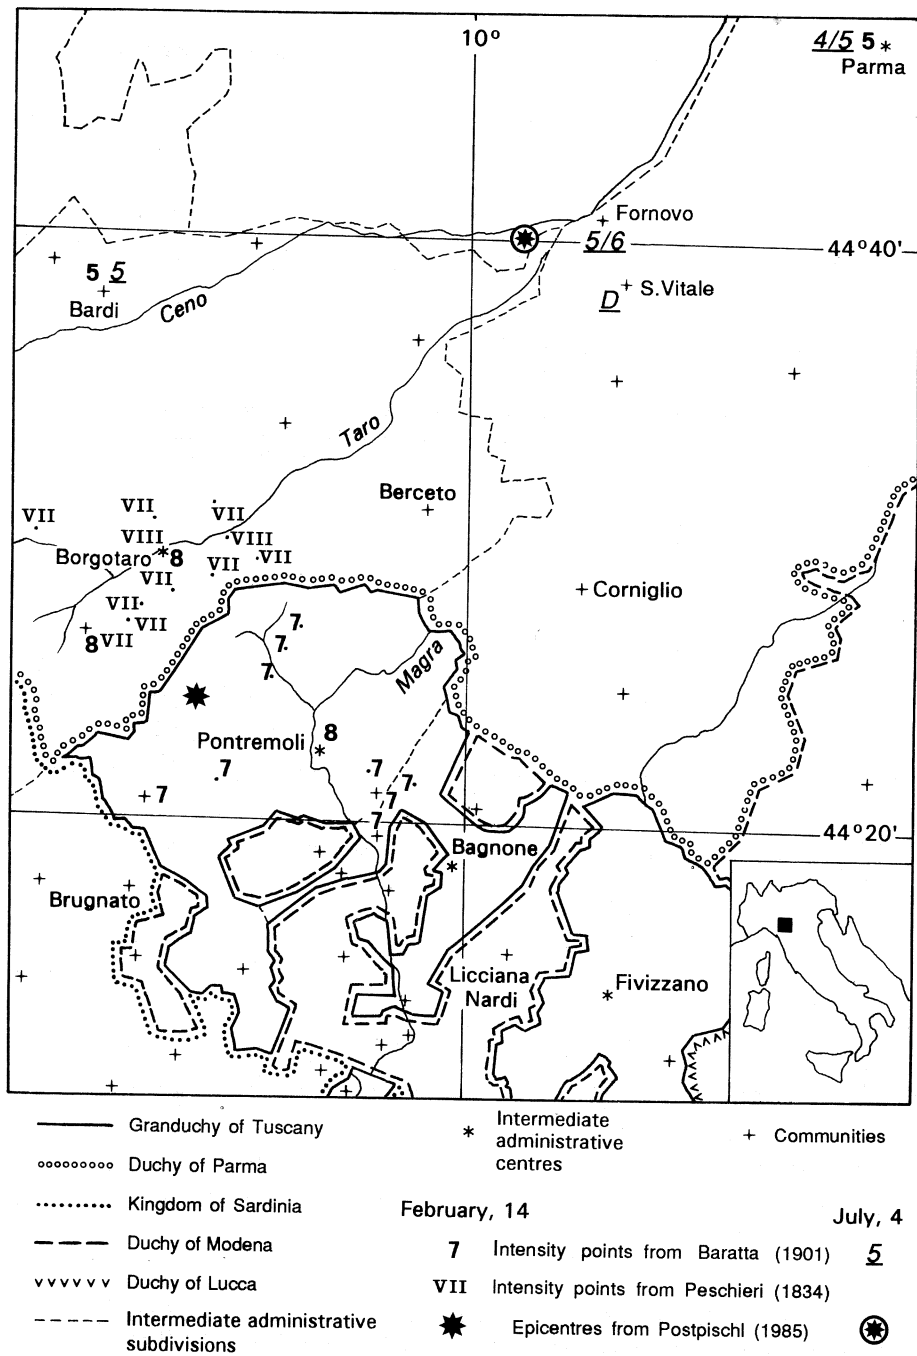 10°
4/5 5 *
Parma
Fornovo
5/6
44°40'
5 5
Bardi
Ceno
D
S.Vitale
Taro
Berceto
VII
VII
VII
VIII
VIII
Borgotaro
8
VII
VII
VII
VII
VII
8
VII
Corniglio
7
7
7
Magra
Pontremoli
8
7
7
7
7
7
7
44°20'
Bagnone
Brugnato
Licciana
Nardi
Fivizzano
Granduchy of Tuscany
Duchy of Parma
Kingdom of Sardinia
Duchy of Modena
Duchy of Lucca
Intermediate administrative
subdivisions
Intermediate
administrative
centres
Communities
February, 14
July, 4
7 Intensity points from Baratta (1901) 5
VII Intensity points from Peschieri (1834)
Epicentres from Postpischl (1985)